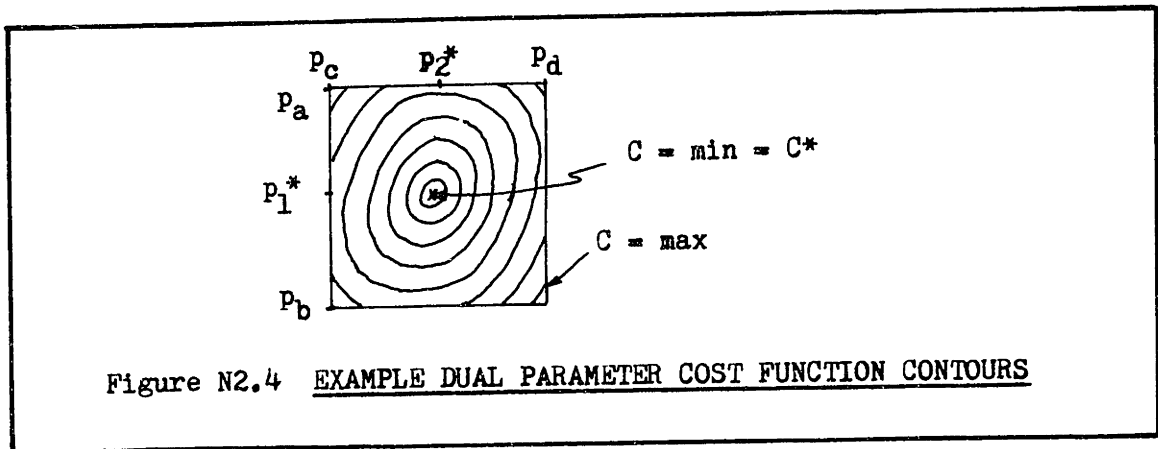 p_c p_2* p_d
p_a
C = min = C*
p_1*
C = max
p_b
Figure N2.4 EXAMPLE DUAL PARAMETER COST FUNCTION CONTOURS